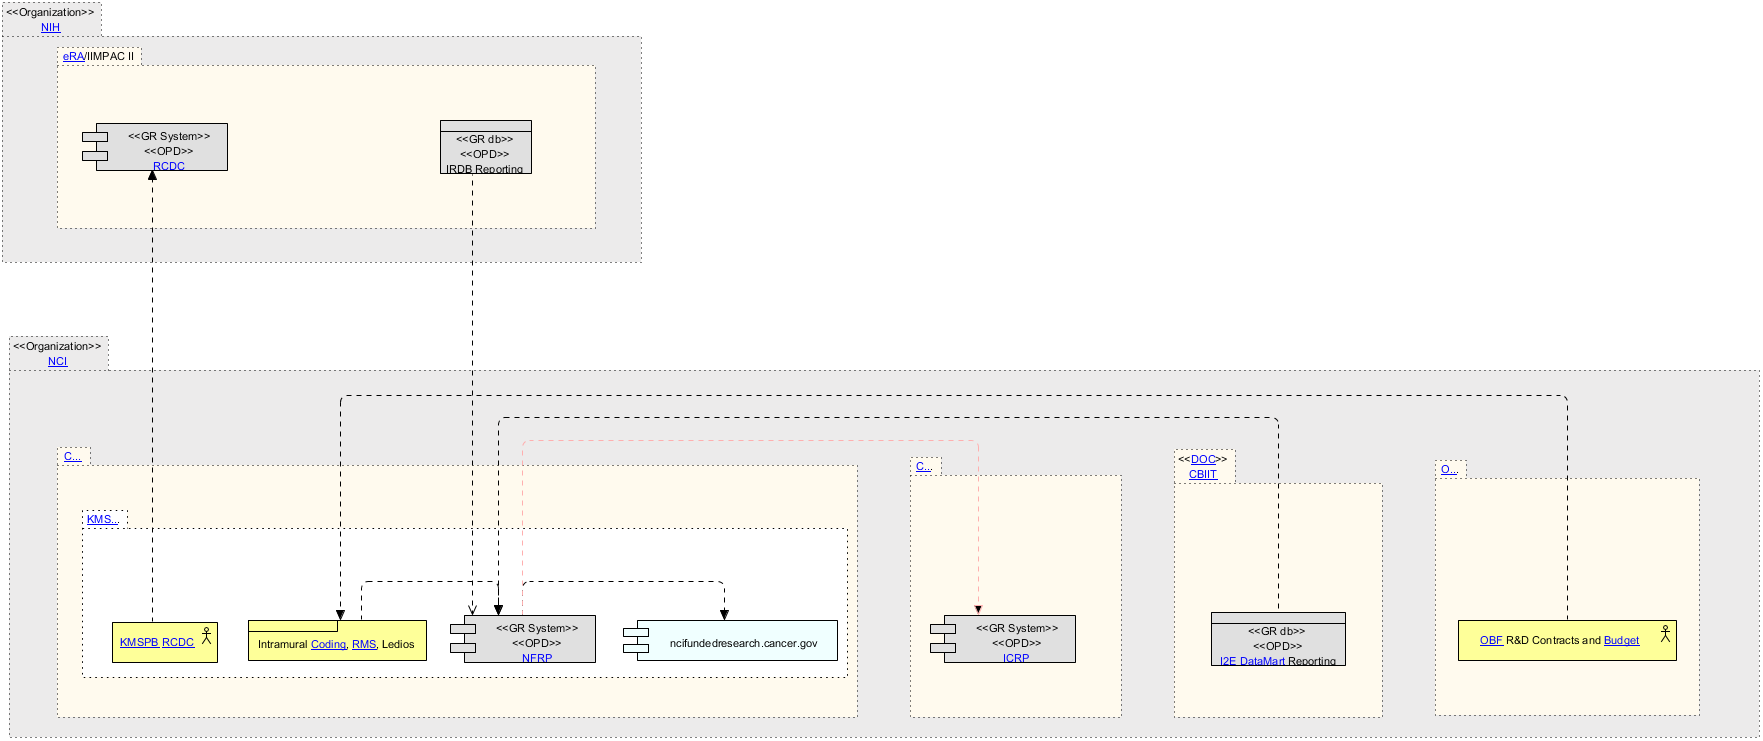 <<Organization>>
NIH
eRA/IIMPAC II
<<GR System>>
<<OPD>>
RCDC
<<GR db>>
<<OPD>>
IRDB Reporting
<<Organization>>
NCI
C...
KMS...
KMSPB RCDC
Intramural Coding, RMS, Ledios
<<GR System>>
<<OPD>>
NFRP
ncifundedresearch.cancer.gov
C...
<<GR System>>
<<OPD>>
ICRP
<<DOC>>
CBIIT
<<GR db>>
<<OPD>>
I2E DataMart Reporting
O...
OBF R&D Contracts and Budget